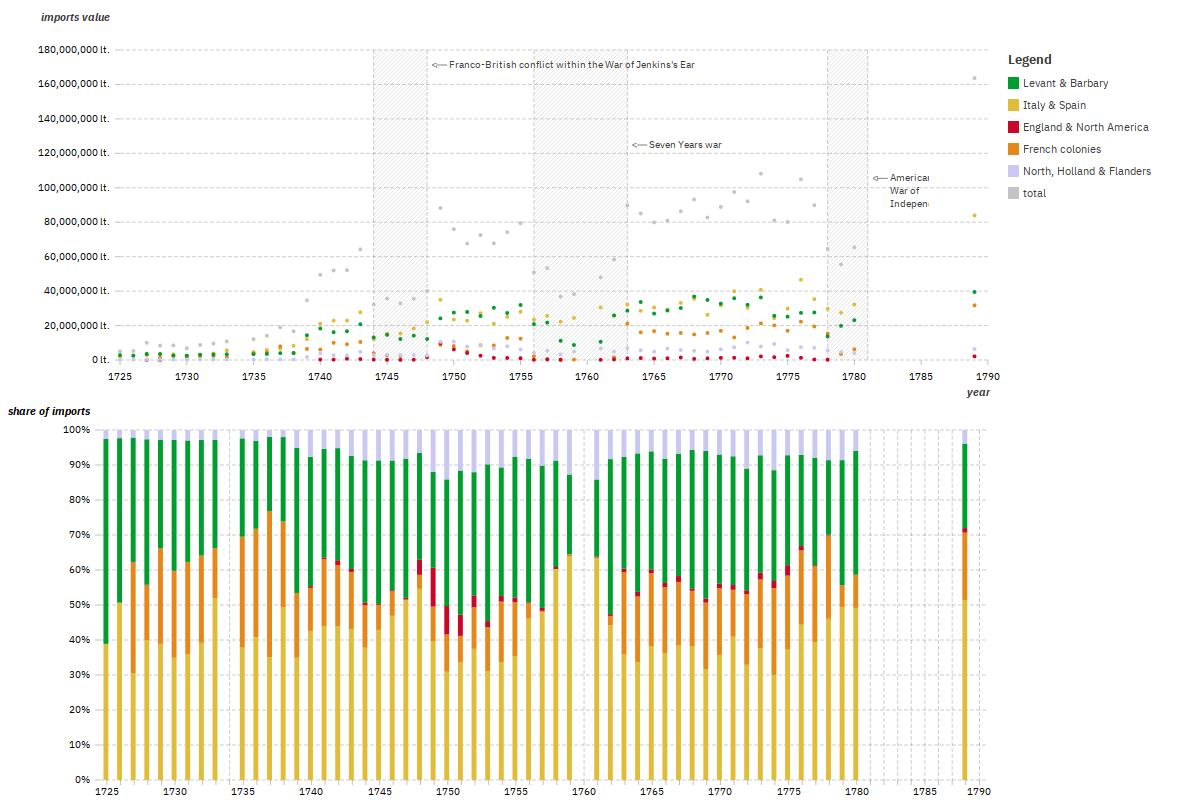 imports value
180,000,000 lt.
160,000,000 lt.
140,000,000 lt.
120,000,000 lt.
100,000,000 lt.
80,000,000 lt.
60,000,000 lt.
40,000,000 lt.
20,000,000 lt.
0 lt.
Franco-British conflict within the War of Jenkins's Ear
Seven Years war
American
War of
Indepen
1725 1730 1735 1740 1745 1750 1755 1760 1765 1770 1775 1780 1785 1790
year
Legend
Levant & Barbary
Italy & Spain
England & North America
French colonies
North, Holland & Flanders
total
share of imports
100%
90%
80%
70%
60%
50%
40%
30%
20%
10%
0%
1725 1730 1735 1740 1745 1750 1755 1760 1765 1770 1775 1780 1785 1790